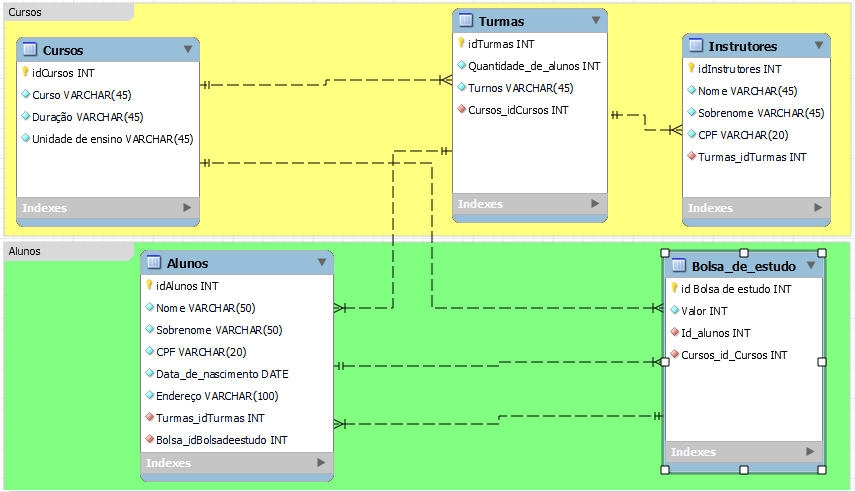 Cursos
Cursos
idCursos INT
Curso VARCHAR(45)
Duração VARCHAR(45)
Unidade de ensino VARCHAR(45)
Indexes
Turmas
idTurmas INT
Quantidade_de_alunos INT
Turnos VARCHAR(45)
Cursos_idCursos INT
Indexes
Instrutores
idInstrutores INT
Nome VARCHAR(45)
Sobrenome VARCHAR(45)
CPF VARCHAR(20)
Turmas_idTurmas INT
Indexes
Alunos
Alunos
idAlunos INT
Nome VARCHAR(50)
Sobrenome VARCHAR(50)
CPF VARCHAR(20)
Data_de_nascimento DATE
Endereço VARCHAR(100)
Turmas_idTurmas INT
Bolsa_idBolsadeestudo INT
Indexes
Bolsa_de_estudo
id Bolsa de estudo INT
Valor INT
Id_alunos INT
Cursos_id_Cursos INT
Indexes